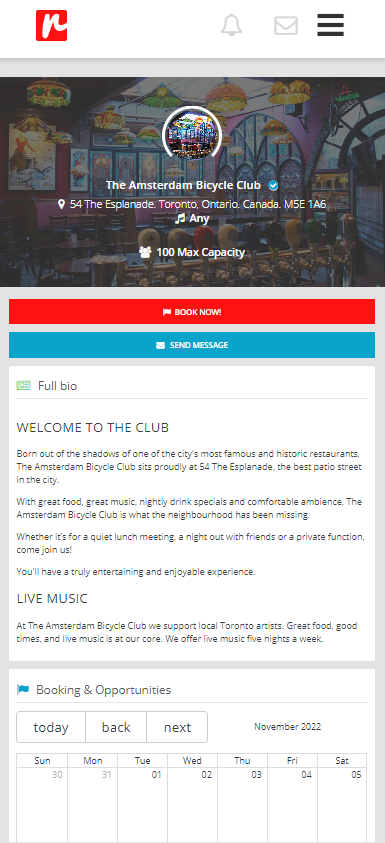 r
The Amsterdam Bicycle Club
54 The Esplanade. Toronto, Ontario. Canada. M5E 1A6
Any
100 Max Capacity
BOOK NOW!
SEND MESSAGE
Full bio
WELCOME TO THE CLUB
Born out of the shadows of one of the city's most famous and historic restaurants,
The Amsterdam Bicycle Club sits proudly at 54 The Esplanade, the best patio street
in the city.
With great food, great music, nightly drink specials and comfortable ambience, The
Amsterdam Bicycle Club is what the neighbourhood has been missing.
Whether it's for a quiet lunch meeting, a night out with friends or a private function,
come join us!
You'll have a truly entertaining and enjoyable experience.
LIVE MUSIC
At The Amsterdam Bicycle Club we support local Toronto artists. Great food, good
times, and live music is at our core. We offer live music five nights a week.
Booking & Opportunities
today back next November 2022
Sun Mon Tue Wed Thu Fri Sat
30 31 01 02 03 04 05